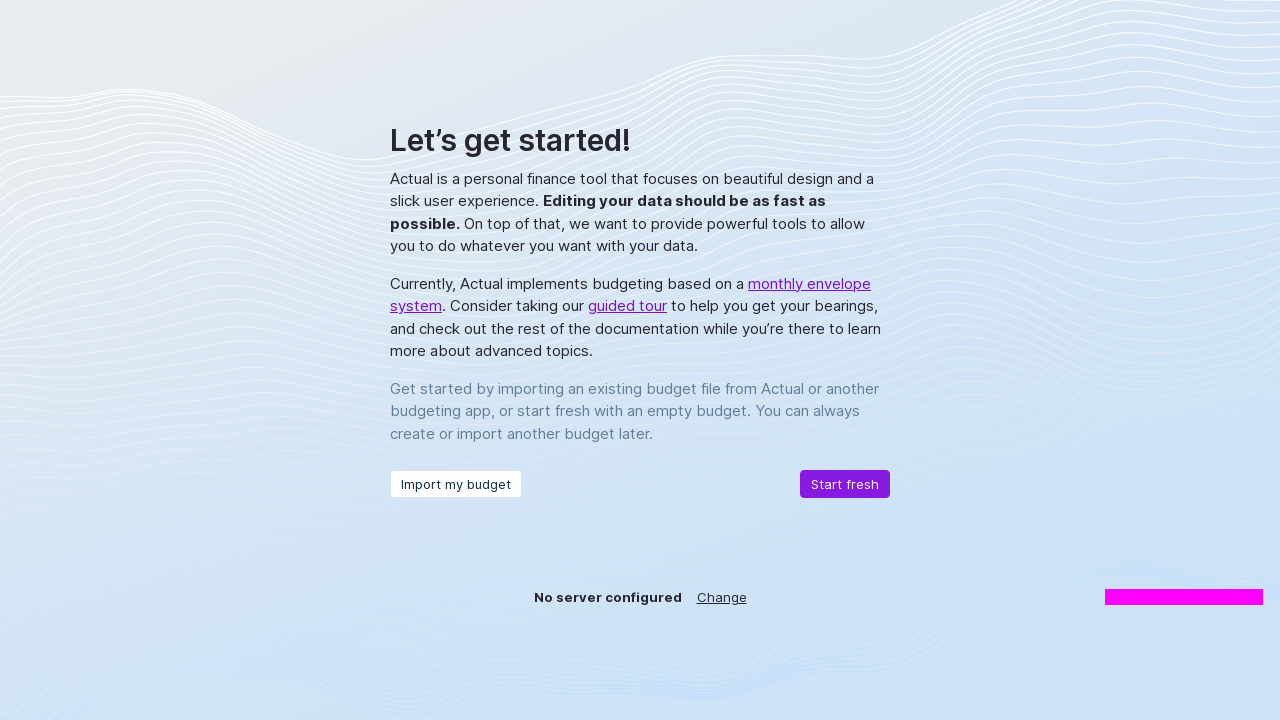 Let’s get started!
Actual is a personal finance tool that focuses on beautiful design and a
slick user experience. Editing your data should be as fast as
possible. On top of that, we want to provide powerful tools to allow
you to do whatever you want with your data.
Currently, Actual implements budgeting based on a monthly envelope
system. Consider taking our guided tour to help you get your bearings,
and check out the rest of the documentation while you’re there to learn
more about advanced topics.
Get started by importing an existing budget file from Actual or another
budgeting app, or start fresh with an empty budget. You can always
create or import another budget later.
Import my budget
Start fresh
No server configured
Change